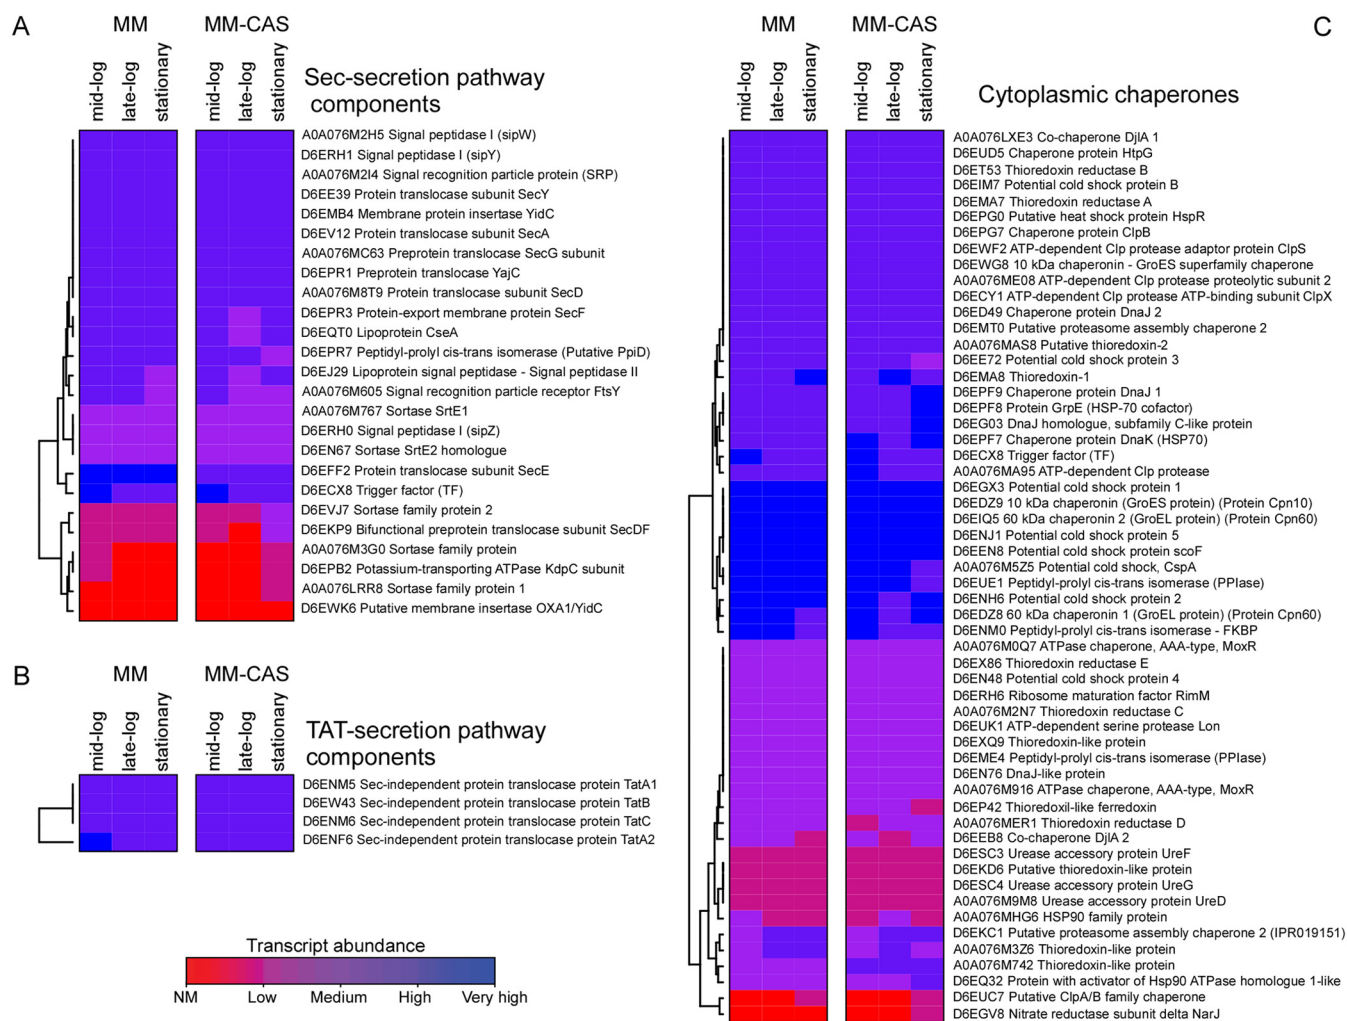 A
MM
MM-CAS
mid-log
late-log
stationary
mid-log
late-log
stationary
Sec-secretion pathway
components
A0A076M2H5 Signal peptidase I (sipW)
D6ERH1 Signal peptidase I (sipY)
A0A076M2I4 Signal recognition particle protein (SRP)
D6EE39 Protein translocase subunit SecY
D6EMB4 Membrane protein insertase YidC
D6EV12 Protein translocase subunit SecA
A0A076MC63 Preprotein translocase SecG subunit
D6EPR1 Preprotein translocase YajC
A0A076M8T9 Protein translocase subunit SecD
D6EPR3 Protein-export membrane protein SecF
D6EQT0 Lipoprotein CseA
D6EPR7 Peptidyl-prolyl cis-trans isomerase (Putative PpiD)
D6EJ29 Lipoprotein signal peptidase - Signal peptidase II
A0A076M605 Signal recognition particle receptor FtsY
A0A076M767 Sortase SrtE1
D6ERH0 Signal peptidase I (sipZ)
D6EN67 Sortase SrtE2 homologue
D6EFF2 Protein translocase subunit SecE
D6ECX8 Trigger factor (TF)
D6EVJ7 Sortase family protein 2
D6EKP9 Bifunctional preprotein translocase subunit SecDF
A0A076M3G0 Sortase family protein
D6EPB2 Potassium-transporting ATPase KdpC subunit
A0A076LRR8 Sortase family protein 1
D6EWK6 Putative membrane insertase OXA1/YidC
B
MM
MM-CAS
mid-log
late-log
stationary
mid-log
late-log
stationary
TAT-secretion pathway
components
D6ENM5 Sec-independent protein translocase protein TatA1
D6EW43 Sec-independent protein translocase protein TatB
D6ENM6 Sec-independent protein translocase protein TatC
D6ENF6 Sec-independent protein translocase protein TatA2
Transcript abundance
NM
Low
Medium
High
Very high
C
MM
MM-CAS
mid-log
late-log
stationary
mid-log
late-log
stationary
Cytoplasmic chaperones
A0A076LXE3 Co-chaperone DjlA 1
D6EUD5 Chaperone protein HtpG
D6ET53 Thioredoxin reductase B
D6EIM7 Potential cold shock protein B
D6EMA7 Thioredoxin reductase A
D6EPG0 Putative heat shock protein HspR
D6EPG7 Chaperone protein ClpB
D6EWF2 ATP-dependent Clp protease adaptor protein ClpS
D6EWG8 10 kDa chaperonin - GroES superfamily chaperone
A0A076ME08 ATP-dependent Clp protease proteolytic subunit 2
D6ECY1 ATP-dependent Clp protease ATP-binding subunit ClpX
D6ED49 Chaperone protein DnaJ 2
D6EMT0 Putative proteasome assembly chaperone 2
A0A076MAS8 Putative thioredoxin-2
D6EE72 Potential cold shock protein 3
D6EMA8 Thioredoxin-1
D6EPF9 Chaperone protein DnaJ 1
D6EPF8 Protein GrpE (HSP-70 cofactor)
D6EG03 DnaJ homologue, subfamily C-like protein
D6EPF7 Chaperone protein DnaK (HSP70)
D6ECX8 Trigger factor (TF)
A0A076MA95 ATP-dependent Clp protease
D6EGX3 Potential cold shock protein 1
D6EDZ9 10 kDa chaperonin (GroES protein) (Protein Cpn10)
D6EIQ5 60 kDa chaperonin 2 (GroEL protein) (Protein Cpn60)
D6ENJ1 Potential cold shock protein 5
D6EEN8 Potential cold shock protein scoF
A0A076M5Z5 Potential cold shock, CspA
D6EUE1 Peptidyl-prolyl cis-trans isomerase (PPIase)
D6ENH6 Potential cold shock protein 2
D6EDZ8 60 kDa chaperonin 1 (GroEL protein) (Protein Cpn60)
D6ENM0 Peptidyl-prolyl cis-trans isomerase - FKBP
A0A076M0Q7 ATPase chaperone, AAA-type, MoxR
D6EX86 Thioredoxin reductase E
D6EN48 Potential cold shock protein 4
D6ERH6 Ribosome maturation factor RimM
A0A076M2N7 Thioredoxin reductase C
D6EUK1 ATP-dependent serine protease Lon
D6EXQ9 Thioredoxin-like protein
D6EME4 Peptidyl-prolyl cis-trans isomerase (PPIase)
D6EN76 DnaJ-like protein
A0A076M916 ATPase chaperone, AAA-type, MoxR
D6EP42 Thioredoxil-like ferredoxin
A0A076MER1 Thioredoxin reductase D
D6EEB8 Co-chaperone DjlA 2
D6ESC3 Urease accessory protein UreF
D6EKD6 Putative thioredoxin-like protein
D6ESC4 Urease accessory protein UreG
A0A076M9M8 Urease accessory protein UreD
A0A076MHG6 HSP90 family protein
D6EKC1 Putative proteasome assembly chaperone 2 (IPR019151)
A0A076M3Z6 Thioredoxin-like protein
A0A076M742 Thioredoxin-like protein
D6EQ32 Protein with activator of Hsp90 ATPase homologue 1-like
D6EUC7 Putative ClpA/B family chaperone
D6EGV8 Nitrate reductase subunit delta NarJ